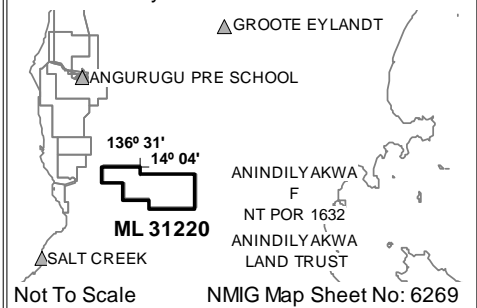 GROOTE EYLANDT
ANGURUGU PRE SCHOOL
136º 31'
14º 04'
ANINDILYAKWA
F
NT POR 1632
ML 31220
ANINDILYAKWA
LAND TRUST
SALT CREEK
Not To Scale NMIG Map Sheet No: 6269